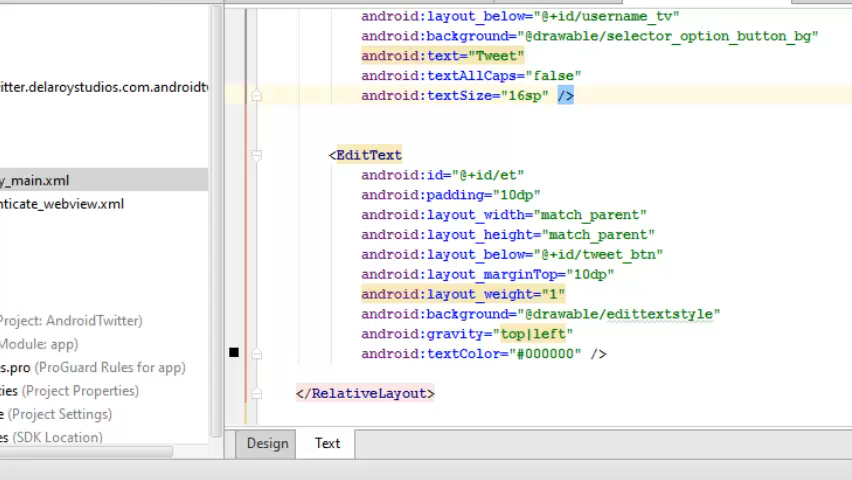 android:layout_below="@+id/username_tv"
android:background="@drawable/selector_option_button_bg"
android:text="Tweet"
android:textAllCaps="false"
android:textSize="16sp" />
<EditText
android:id="@+id/et"
android:padding="10dp"
android:layout_width="match_parent"
android:layout_height="match_parent"
android:layout_below="@+id/tweet_btn"
android:layout_marginTop="10dp"
android:layout_weight="1"
android:background="@drawable/edittextstyle"
android:gravity="top|left"
android:textColor="#000000" />
</RelativeLayout>
Design Text
itter.delaroystudios.com.androidtw
y_main.xml
nticate_webview.xml
Project: AndroidTwitter)
Module: app)
s.pro (ProGuard Rules for app)
ties (Project Properties)
e (Project Settings)
es (SDK Location)